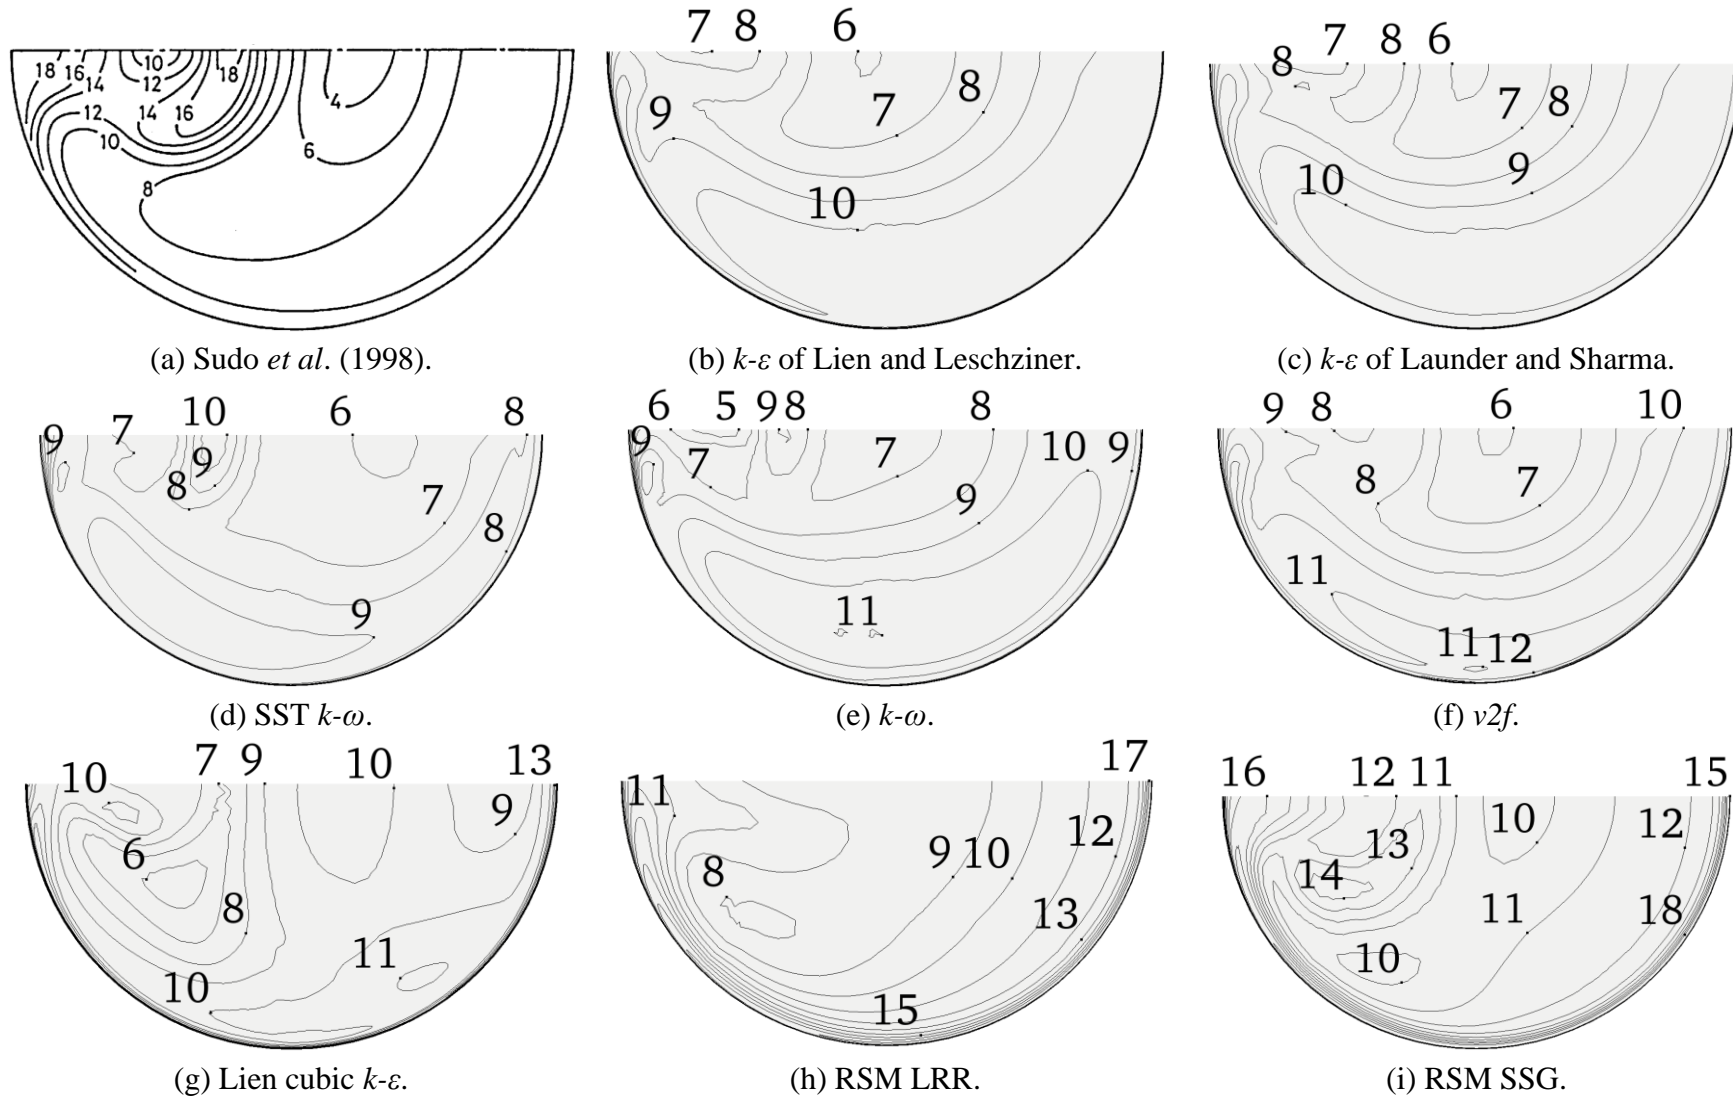 18 16 14 10 12 18
12 14 16 4
10 6
8
7 8 6
8
9 7
10
7 8 6
8
7 8
9
10
(a) Sudo et al. (1998).
(b) k-ε of Lien and Leschziner.
(c) k-ε of Launder and Sharma.
10 6 8
9 7
9
8 7
8
9
6 5 9 8 8
9 7 10 9
7
9
11
9 8 6 10
8 7
11
11 12
(d) SST k-ω.
(e) k-ω.
(f) v2f.
7 9 10 13
10
9
6
8
11
10
17
11
12
9 10
8
13
15
16 12 11 15
10 12
13
14
11 18
10
(g) Lien cubic k-ε.
(h) RSM LRR.
(i) RSM SSG.